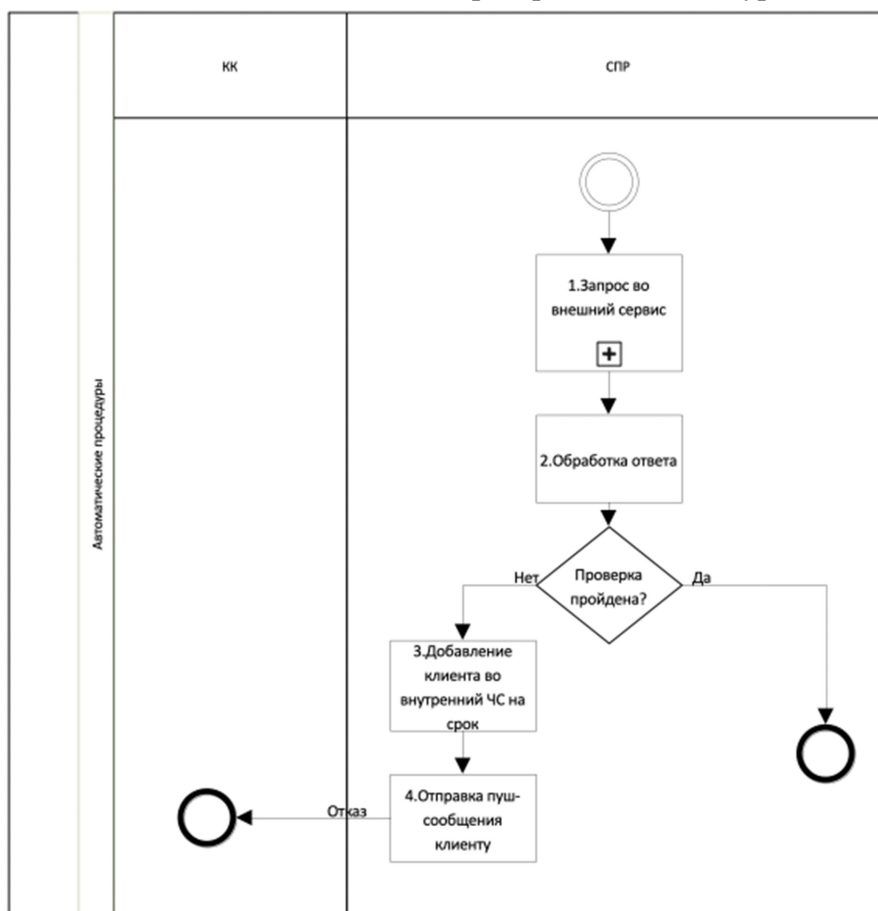 КК
СПР
Автоматические процедуры
1.Запрос во
внешний сервис
2.Обработка ответа
Проверка
пройдена?
Нет
Да
3.Добавление
клиента во
внутренний ЧС на
срок
4.Отправка пуш-
сообщения
клиенту
Отказ